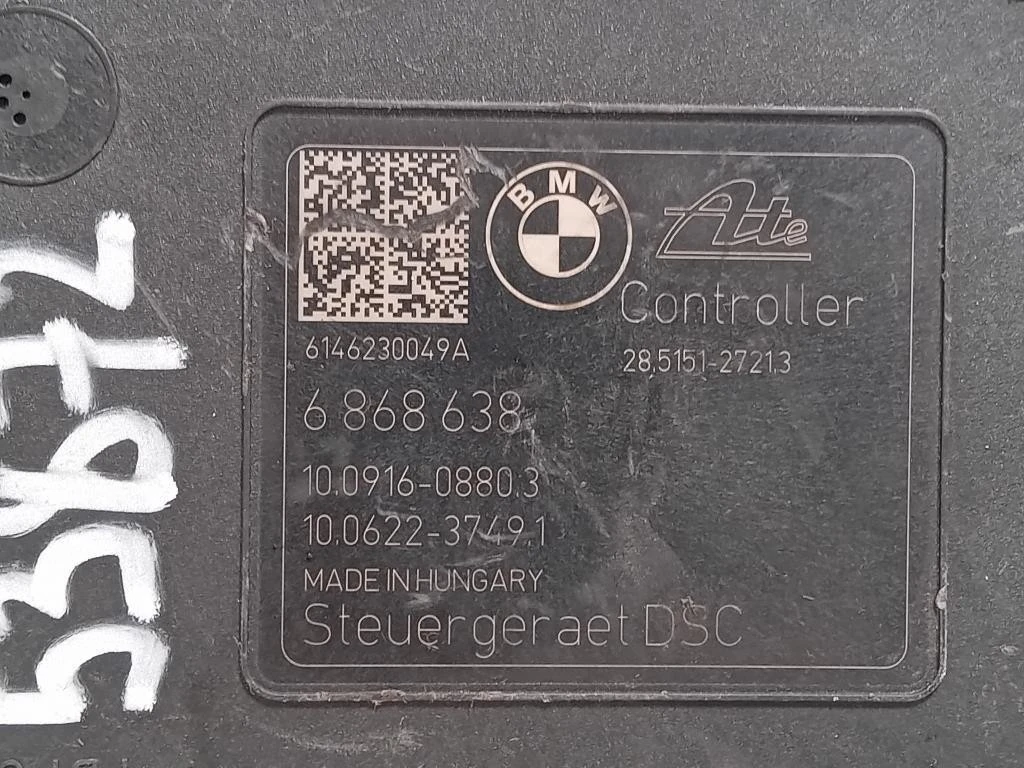 BMW
Ate
Controller
6146230049A
28.5151-2721.3
6 868 638
10.0916-0880.3
10.0622-3749.1
MADE IN HUNGARY
Steuergeraet DSC